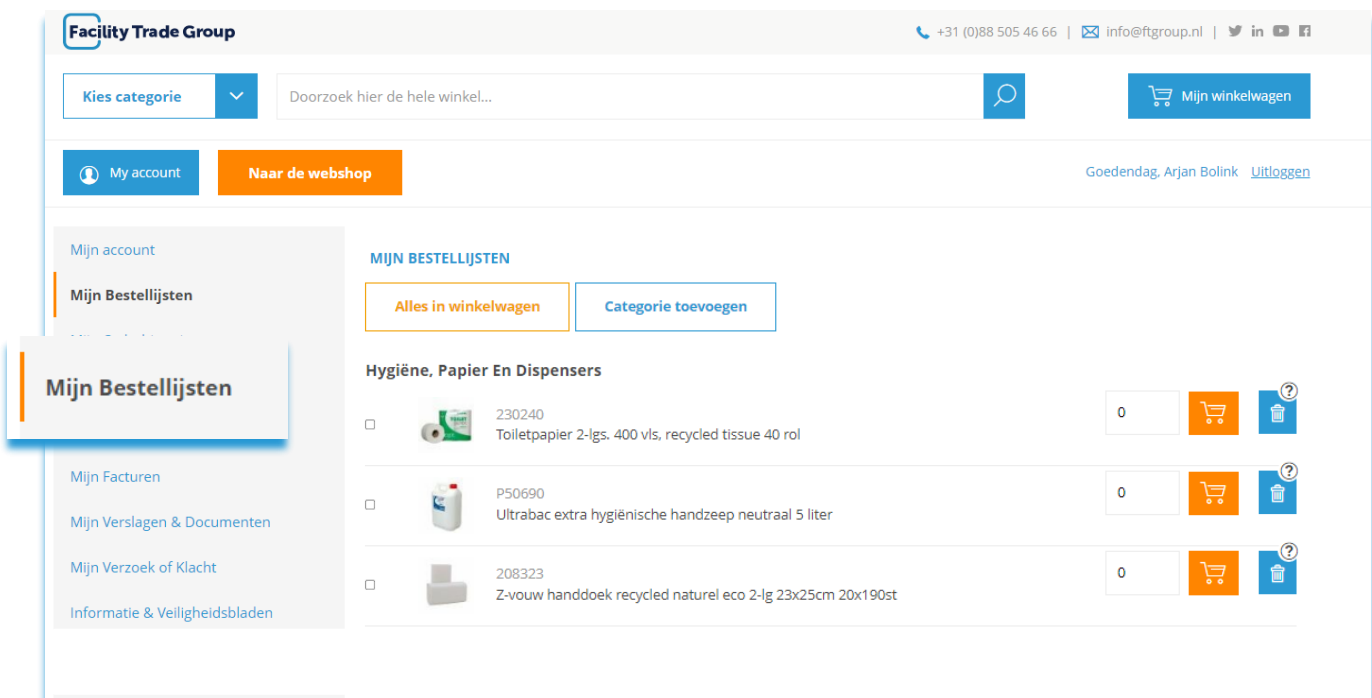 Facility Trade Group
+31 (0)88 505 46 66 | info@ftgroup.nl |
Kies categorie
Doorzoek hier de hele winkel...
Mijn winkelwagen
My account
Naar de webshop
Goedendag, Arjan Bolink Uitloggen
Mijn account
Mijn Bestellijsten
Mijn Bestellijsten
Mijn Facturen
Mijn Verslagen & Documenten
Mijn Verzoek of Klacht
Informatie & Veiligheidsbladen
MIJN BESTELLIJSTEN
Alles in winkelwagen
Categorie toevoegen
Hygiëne, Papier En Dispensers
230240
Toiletpapier 2-lgs. 400 vls, recycled tissue 40 rol
0
?
P50690
Ultrabac extra hygiënische handzeep neutraal 5 liter
0
?
208323
Z-vouw handdoek recycled naturel eco 2-lg 23x25cm 20x190st
0
?